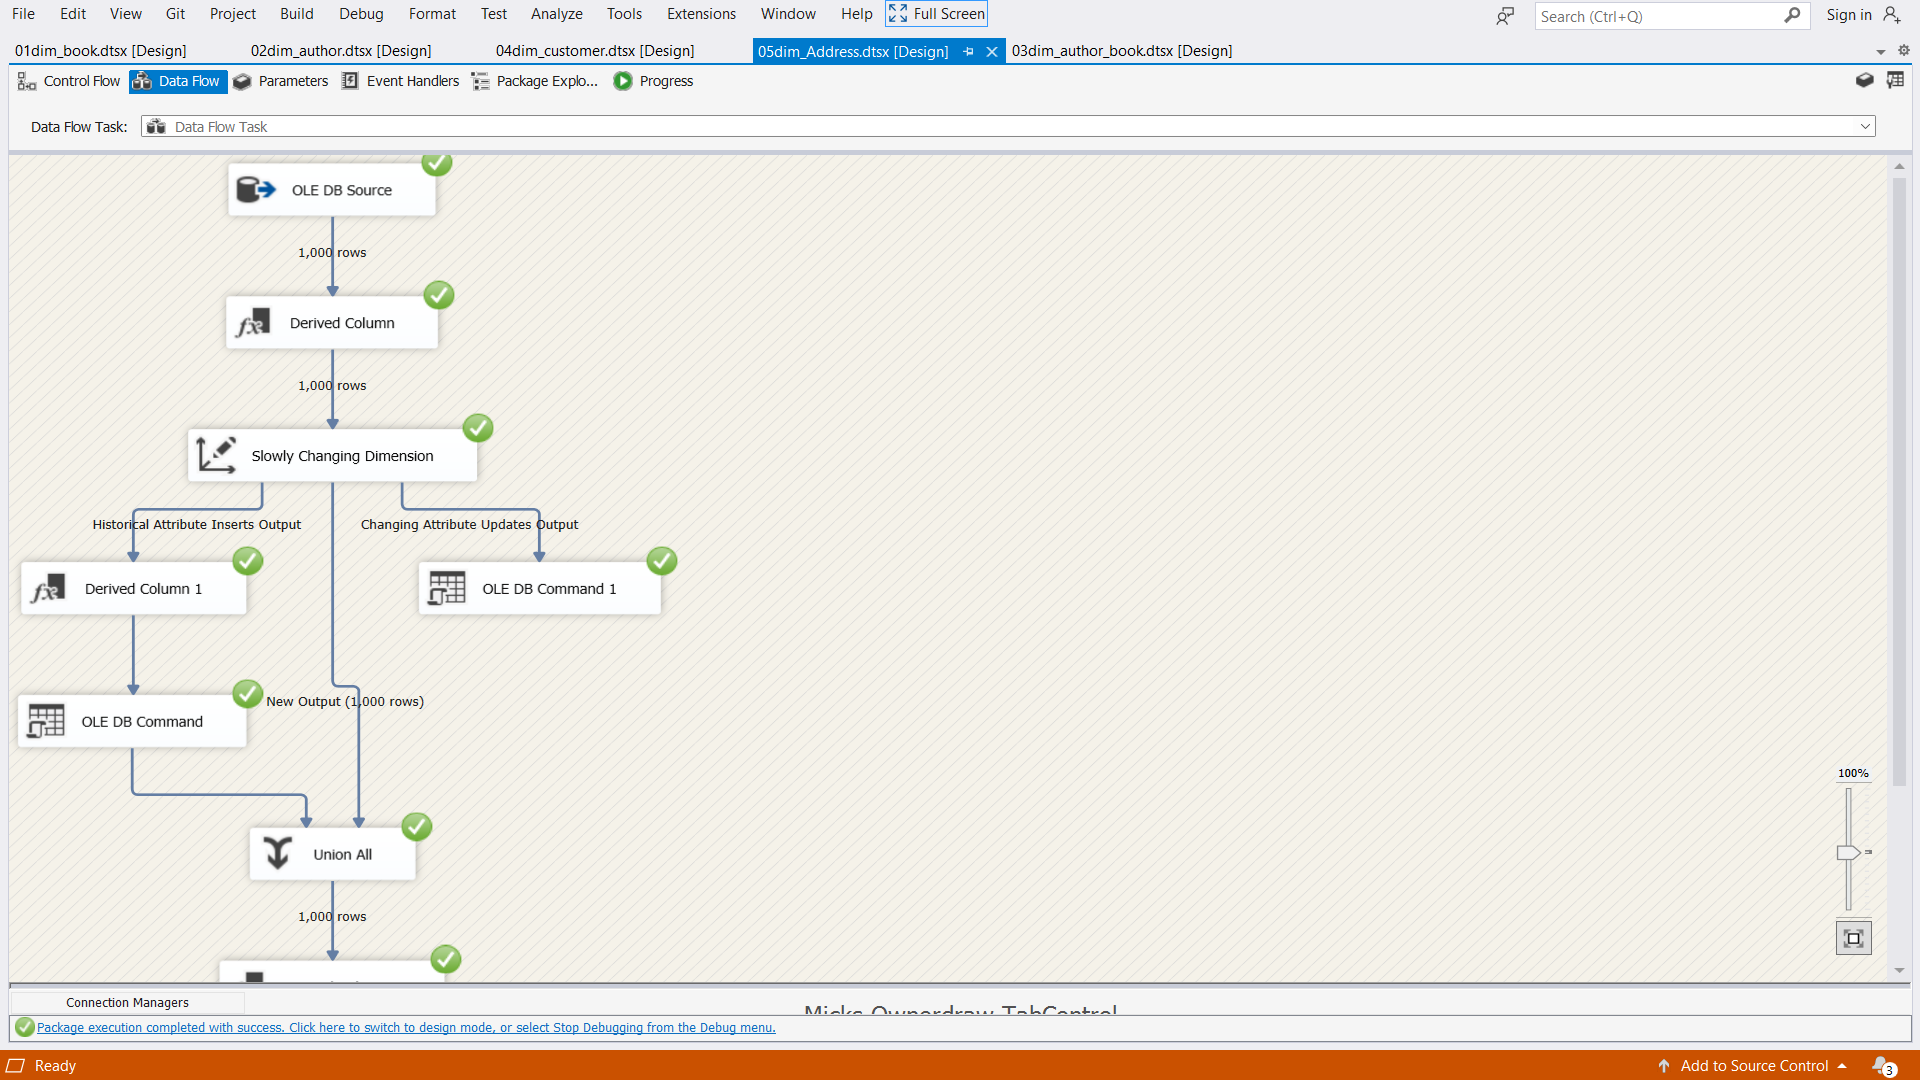 File Edit View Git Project Build Debug Format Test Analyze Tools Extensions Window Help Full Screen Search (Ctrl+Q) Sign in
01dim_book.dtsx [Design] 02dim_author.dtsx [Design] 04dim_customer.dtsx [Design] 05dim_Address.dtsx [Design] 03dim_author_book.dtsx [Design]
Control Flow Data Flow Parameters Event Handlers Package Explo... Progress
Data Flow Task: Data Flow Task
OLE DB Source
1,000 rows
fx Derived Column
1,000 rows
Slowly Changing Dimension
Historical Attribute Inserts Output Changing Attribute Updates Output
fx Derived Column 1 OLE DB Command 1
New Output (1,000 rows)
OLE DB Command
100%
Union All
1,000 rows
Connection Managers
Micks Ownerdraw TabControl
Package execution completed with success. Click here to switch to design mode, or select Stop Debugging from the Debug menu.
Ready Add to Source Control 3